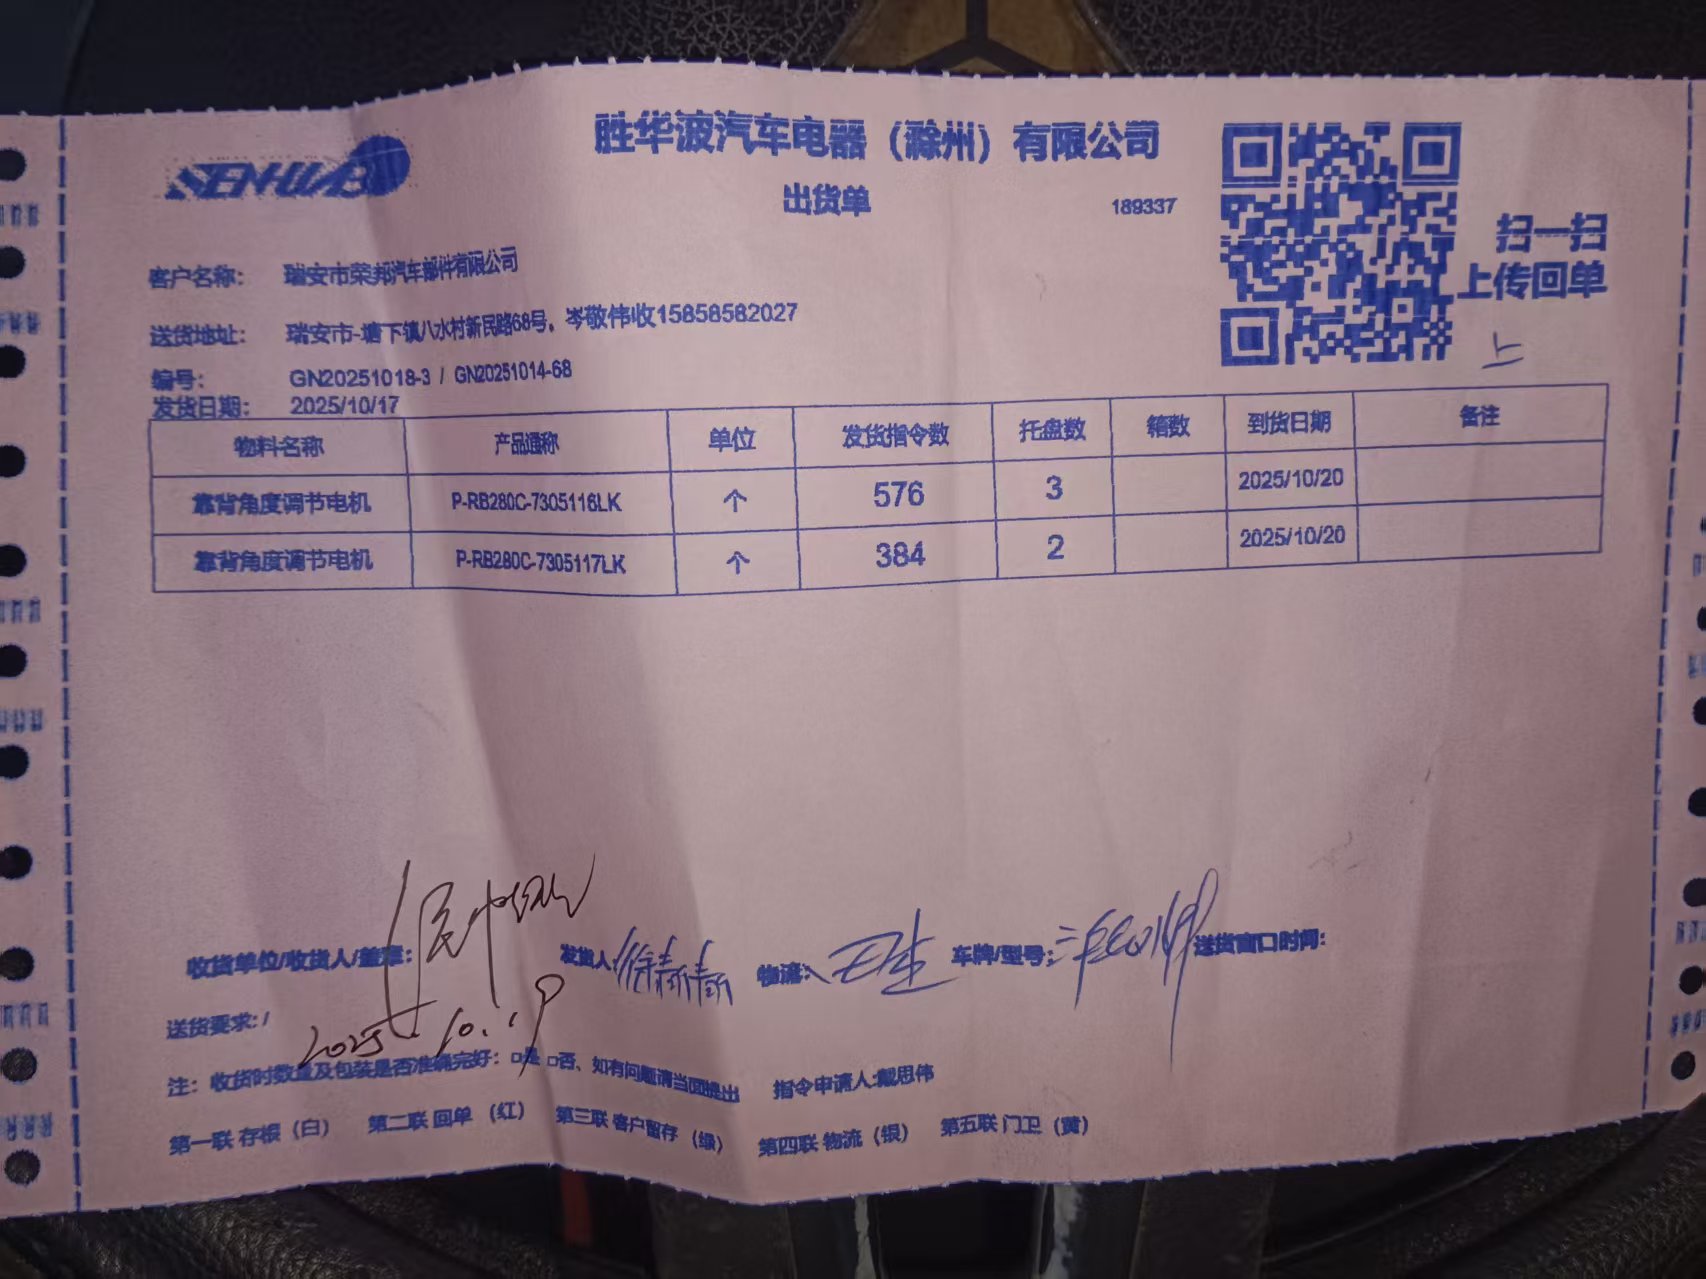 SENHUABO
胜华波汽车电器（滁州）有限公司
出货单
189337
扫一扫
上传回单
上
客户名称： 瑞安市荣邦汽车部件有限公司
送货地址： 瑞安市-塘下镇八水村新民路68号，岑敬伟收15858582027
编号： GN20251018-3 / GN20251014-68
发货日期： 2025/10/17
物料名称 产品通称 单位 发货指令数 托盘数 箱数 到货日期 备注
靠背角度调节电机 P-RB280C-7305116LK 个 576 3 2025/10/20
靠背角度调节电机 P-RB280C-7305117LK 个 384 2 2025/10/20
收货单位/收货人/盖章： 发货人： 物流： 车牌/型号： 送货窗口时间：
2025.10.19
送货要求：/
注： 收货时数量及包装是否准确完好：□是 □否、如有问题请当面提出 指令申请人:戴思伟
第一联 存根（白） 第二联 回单 （红） 第三联 客户留存 （绿） 第四联 物流（银） 第五联 门卫（黄）